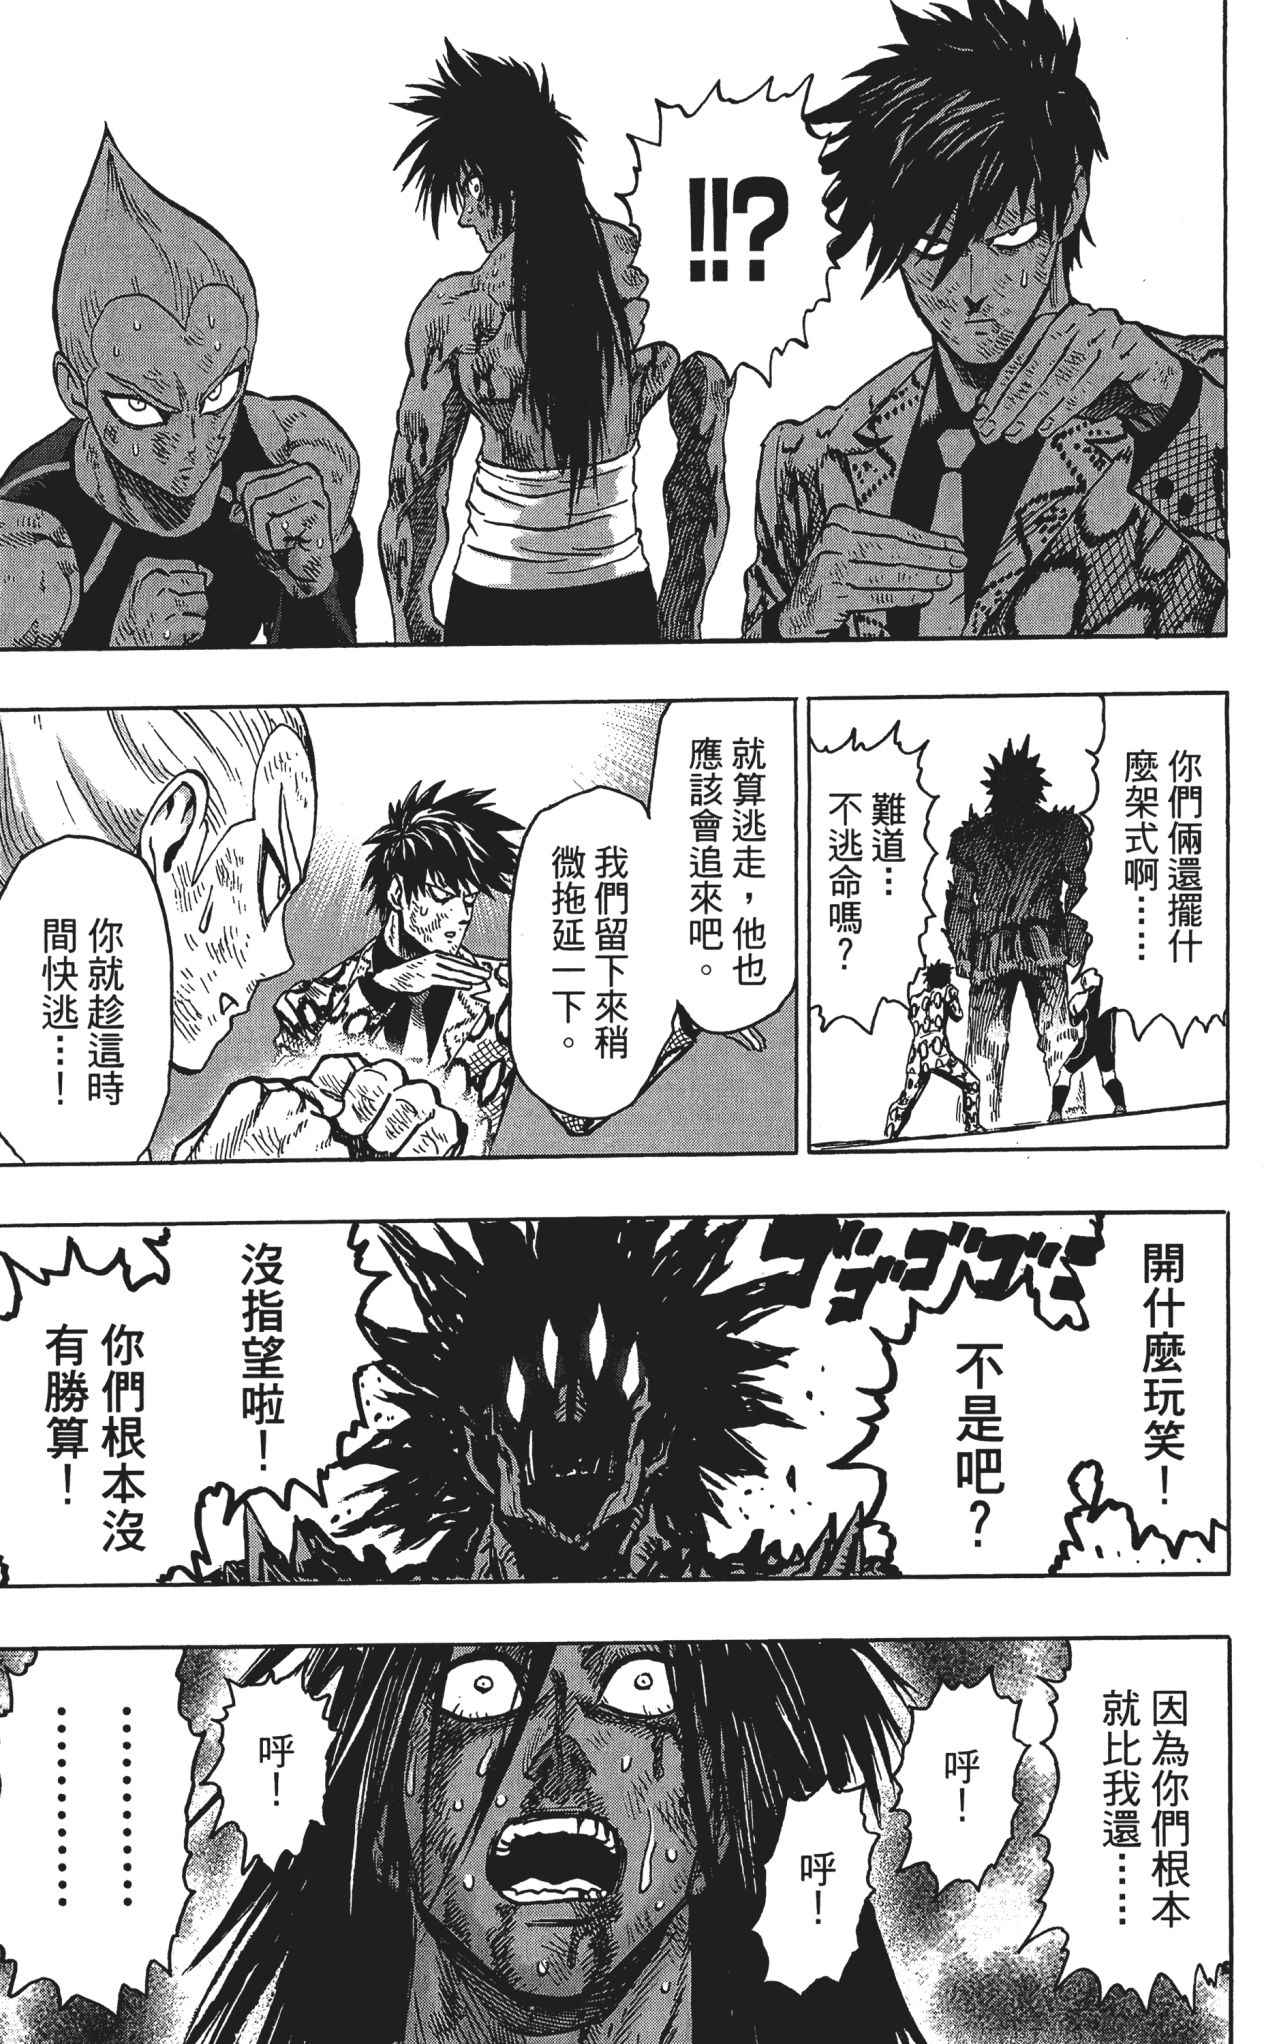 !!?
你們倆還擺什
麼架式啊……
難道…
不逃命嗎？
就算逃走，他也
應該會追來吧。
我們留下來稍
微拖延一下。
你就趁這時
間快逃…！
開什麼玩笑！
不是吧？
ゴゴゴゴ
沒指望啦！
你們根本沒
有勝算！
因為你們根本
就比我還……
呼！
呼！
呼！
…………
…………